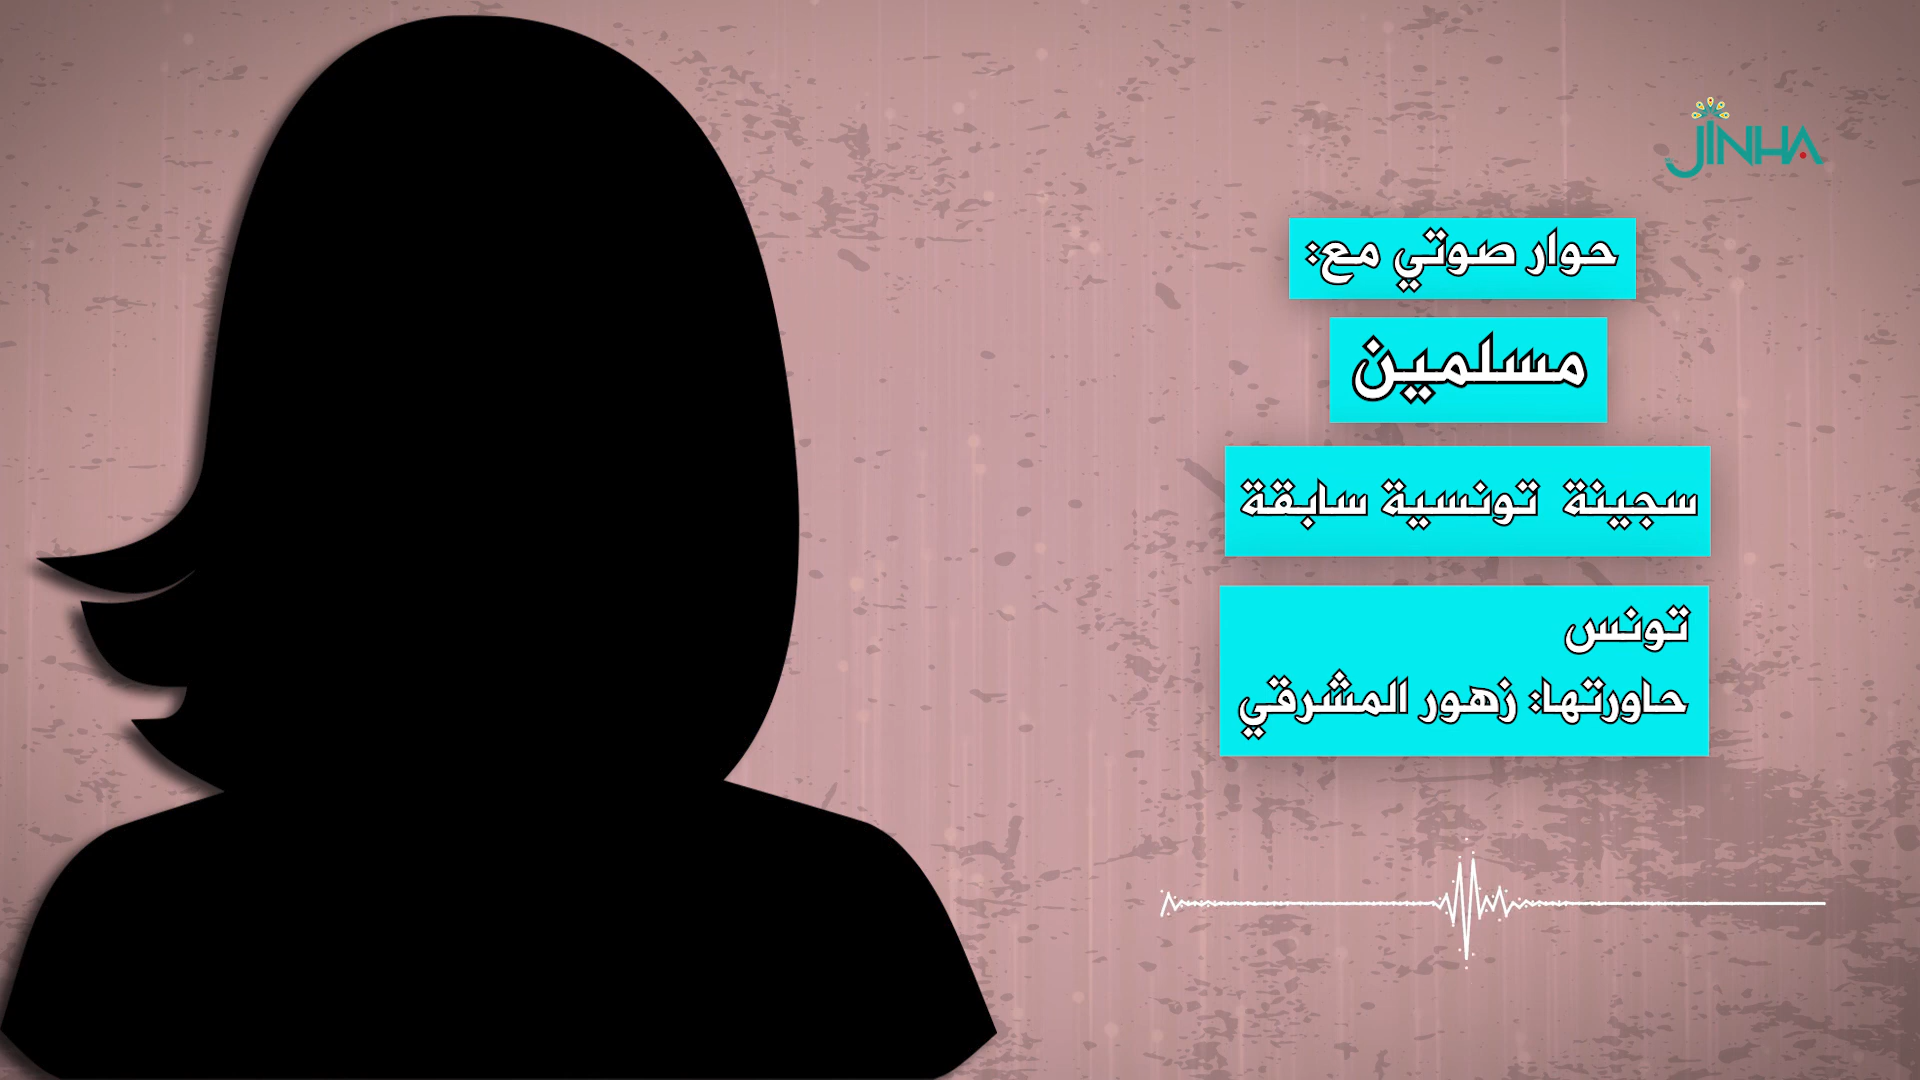 JINHA
حوار صوتي مع:
مسلمين
سجينة تونسية سابقة
تونس
حاورتها: زهور المشرقي